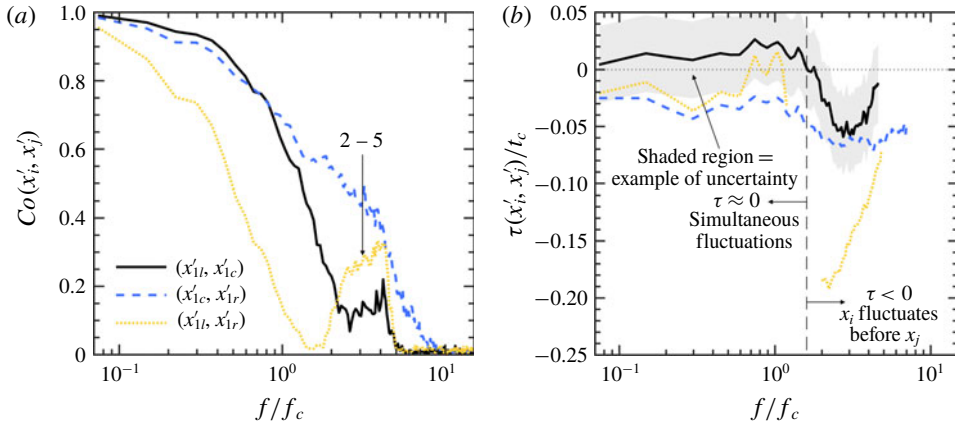 (a)
Co(x′i, x′j)
1.0
0.8
0.6
0.4
0.2
0
2 – 5
(x′1l, x′1c)
(x′1c, x′1r)
(x′1l, x′1r)
10⁻¹
10⁰
10¹
f/fc
(b)
τ(x′i, x′j)/tc
0.05
0
−0.05
−0.10
−0.15
−0.20
−0.25
Shaded region =
example of uncertainty
τ ≈ 0
Simultaneous
fluctuations
τ < 0
xi fluctuates
before xj
10⁻¹
10⁰
10¹
f/fc